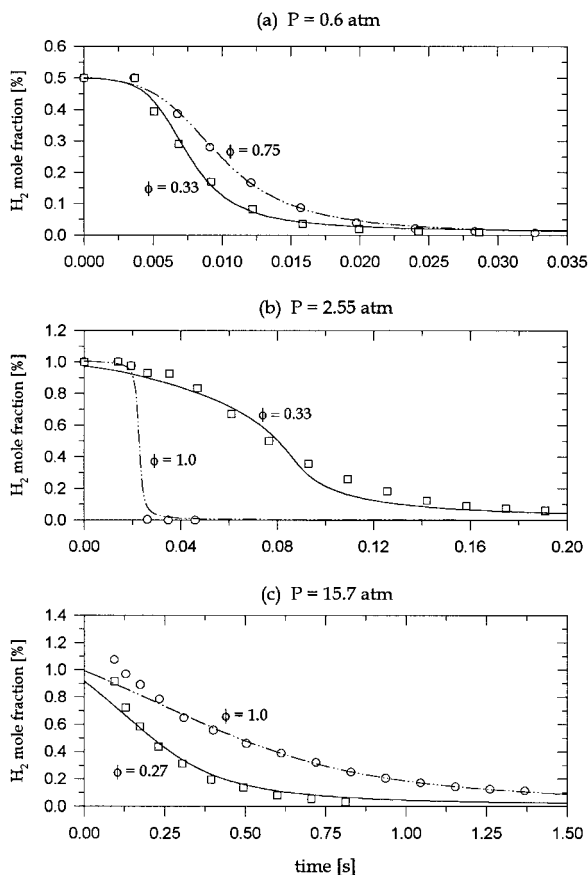 (a) P = 0.6 atm
H₂ mole fraction [%]
0.6
0.5
0.4
0.3
0.2
0.1
0.0
ϕ = 0.75
ϕ = 0.33
0.000 0.005 0.010 0.015 0.020 0.025 0.030 0.035
(b) P = 2.55 atm
H₂ mole fraction [%]
1.2
1.0
0.8
0.6
0.4
0.2
0.0
ϕ = 0.33
ϕ = 1.0
0.00 0.04 0.08 0.12 0.16 0.20
(c) P = 15.7 atm
H₂ mole fraction [%]
1.4
1.2
1.0
0.8
0.6
0.4
0.2
0.0
ϕ = 1.0
ϕ = 0.27
0.00 0.25 0.50 0.75 1.00 1.25 1.50
time [s]